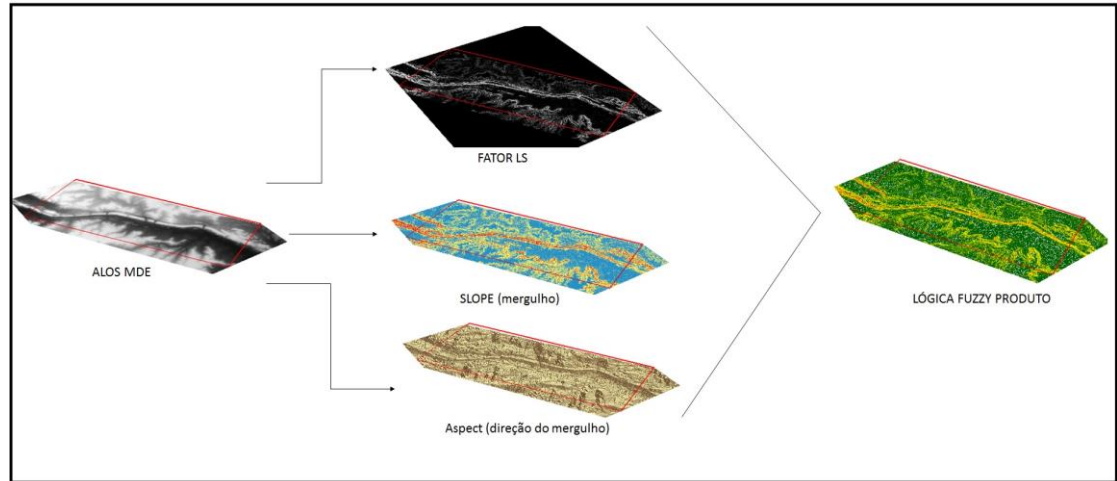 FATOR LS
ALOS MDE
SLOPE (mergulho)
LÓGICA FUZZY PRODUTO
Aspect (direção do mergulho)